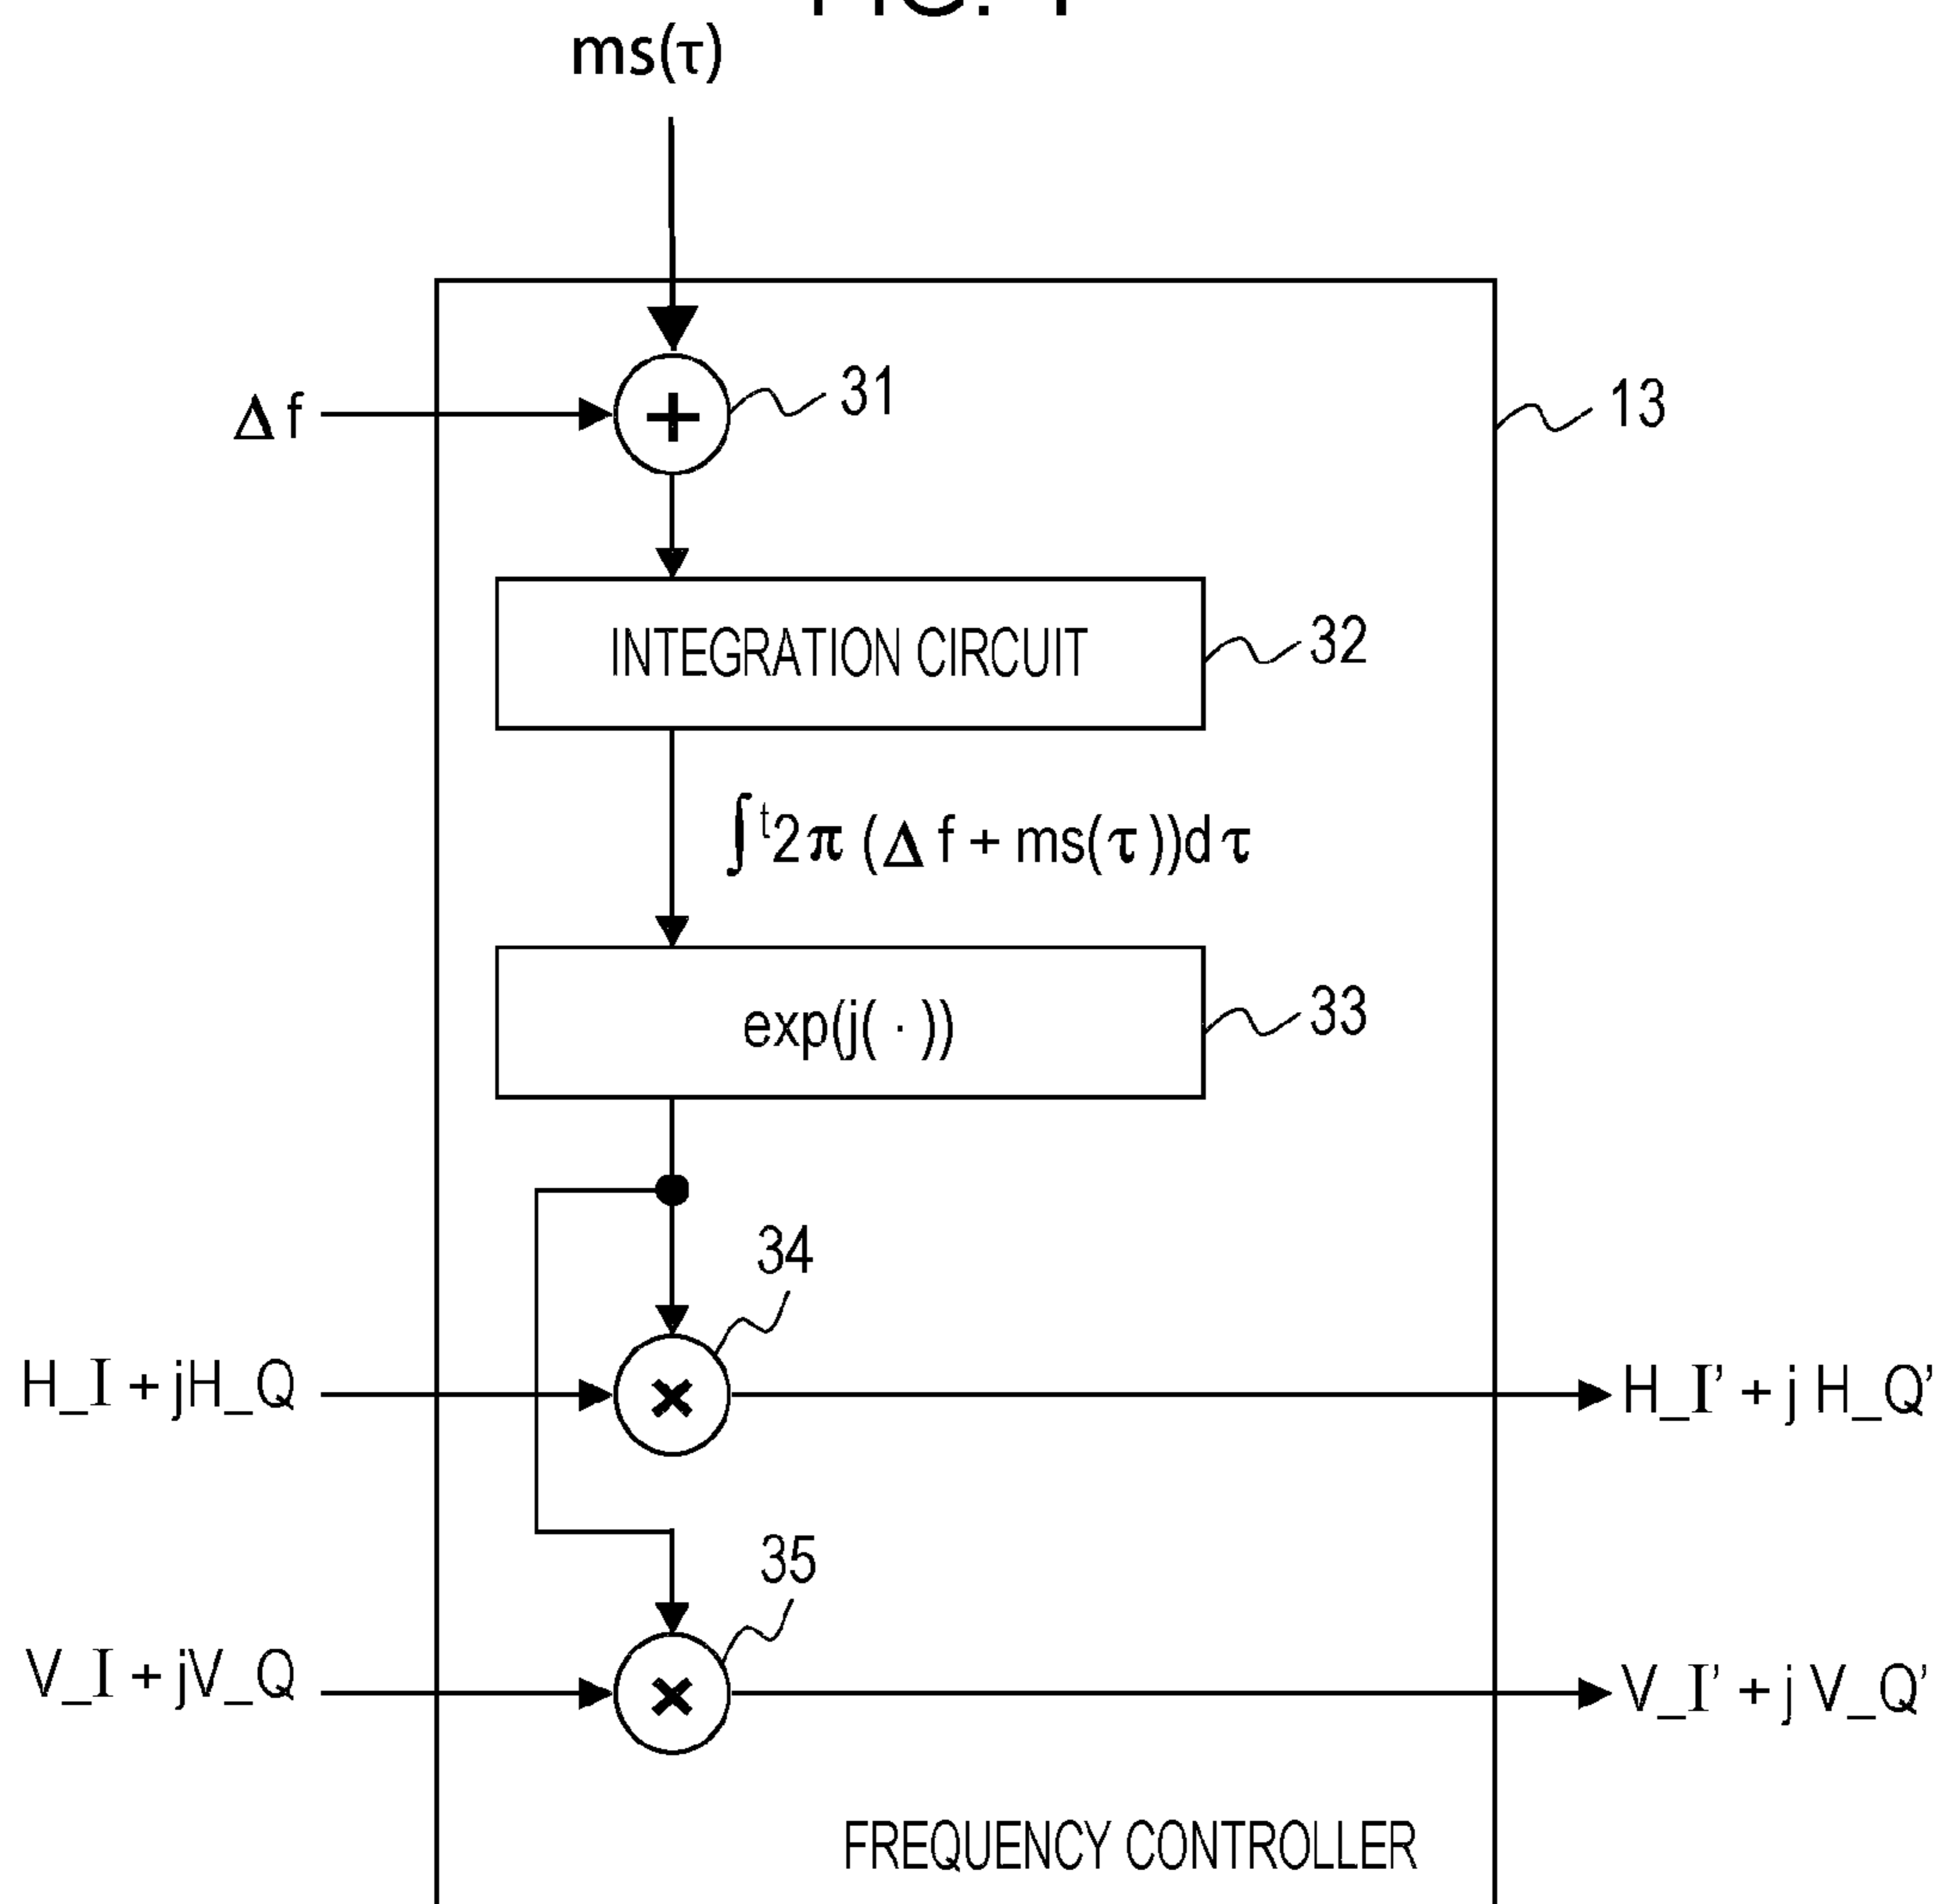 ms(τ)
Δf
31
13
INTEGRATION CIRCUIT
32
∫ᵗ2π (Δf + ms(τ))dτ
exp(j( · ))
33
34
H_I + jH_Q
H_I' + j H_Q'
35
V_I + jV_Q
V_I' + j V_Q'
FREQUENCY CONTROLLER